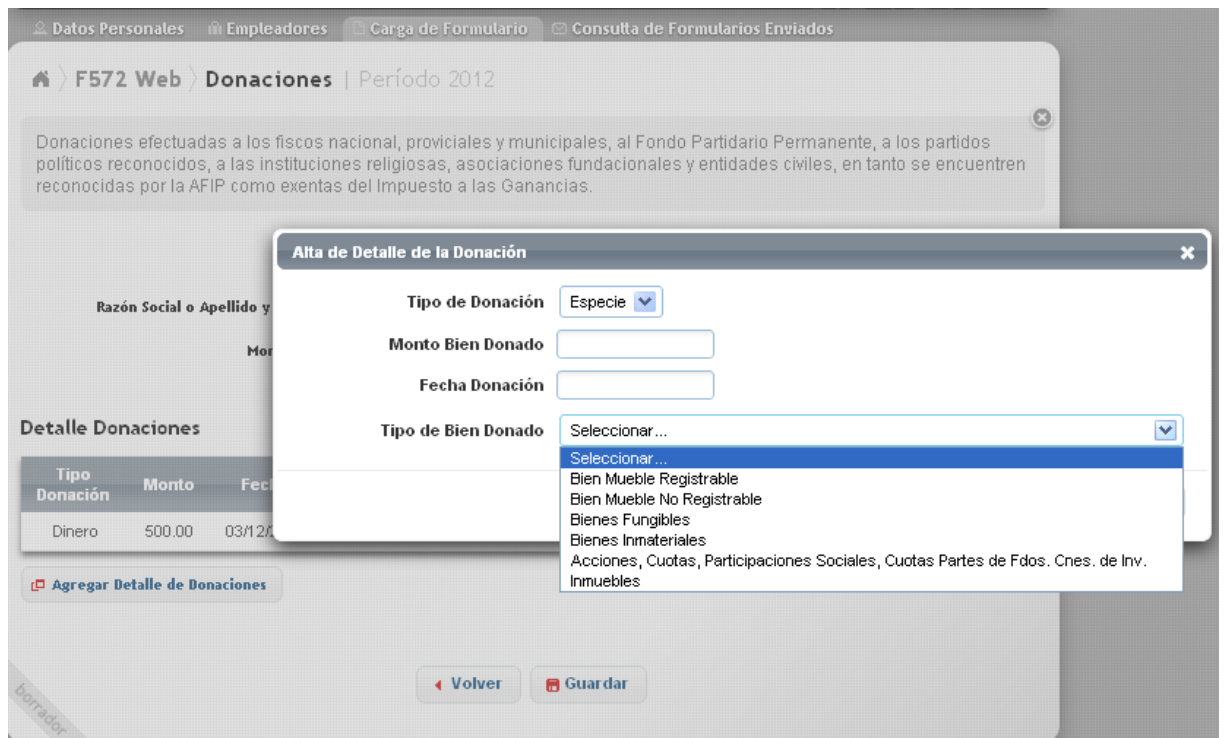 Datos Personales Empleadores Carga de Formulario Consulta de Formularios Enviados
F572 Web Donaciones | Período 2012
Donaciones efectuadas a los fiscos nacional, proviciales y municipales, al Fondo Partidario Permanente, a los partidos
políticos reconocidos, a las instituciones religiosas, asociaciones fundacionales y entidades civiles, en tanto se encuentren
reconocidas por la AFIP como exentas del Impuesto a las Ganancias.
Alta de Detalle de la Donación
Tipo de Donación Especie
Razón Social o Apellido y
Monto Bien Donado
Fecha Donación
Detalle Donaciones
Tipo de Bien Donado Seleccionar...
Seleccionar...
Bien Mueble Registrable
Bien Mueble No Registrable
Bienes Fungibles
Bienes Inmateriales
Acciones, Cuotas, Participaciones Sociales, Cuotas Partes de Fdos. Cnes. de Inv.
Inmuebles
Tipo
Donación Monto
Dinero 500.00 03/12/
Agregar Detalle de Donaciones
Volver Guardar
borrador